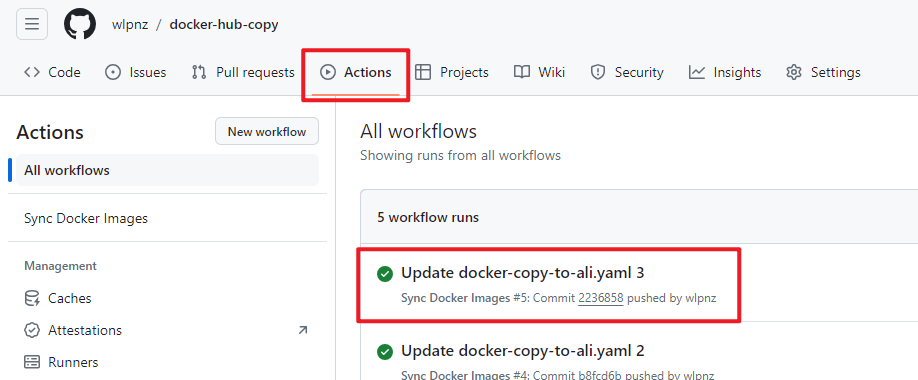 wlpnz / docker-hub-copy
Code Issues Pull requests Actions Projects Wiki Security Insights Settings
Actions
New workflow
All workflows
Sync Docker Images
Management
Caches
Attestations
Runners
All workflows
Showing runs from all workflows
5 workflow runs
Update docker-copy-to-ali.yaml 3
Sync Docker Images #5: Commit 2236858 pushed by wlpnz
Update docker-copy-to-ali.yaml 2
Sync Docker Images #4: Commit b8fcd6b pushed by wlpnz